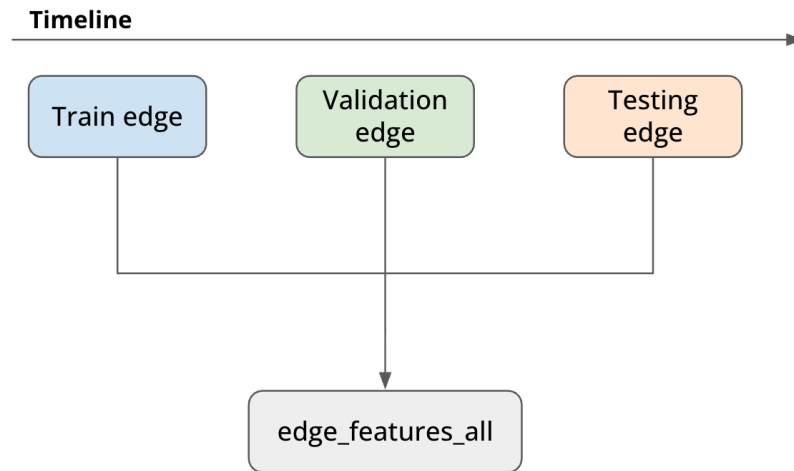 Timeline
Train edge
Validation
edge
Testing
edge
edge_features_all